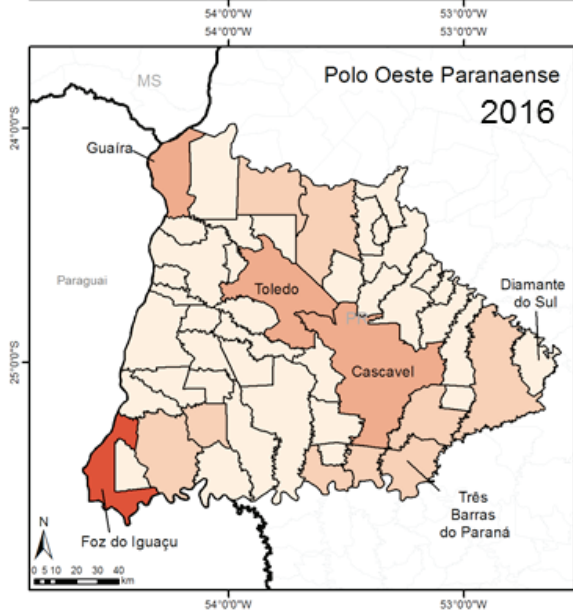 54°0'0"W 53°0'0"W
54°0'0"W 53°0'0"W
MS
Polo Oeste Paranaense
2016
24°0'0"S
Guaíra
Paraguai
Toledo
PR
Diamante
do Sul
25°0'0"S
Cascavel
Três
Barras
do Paraná
Foz do Iguaçu
N
0 5 10 20 30 40
km
54°0'0"W 53°0'0"W